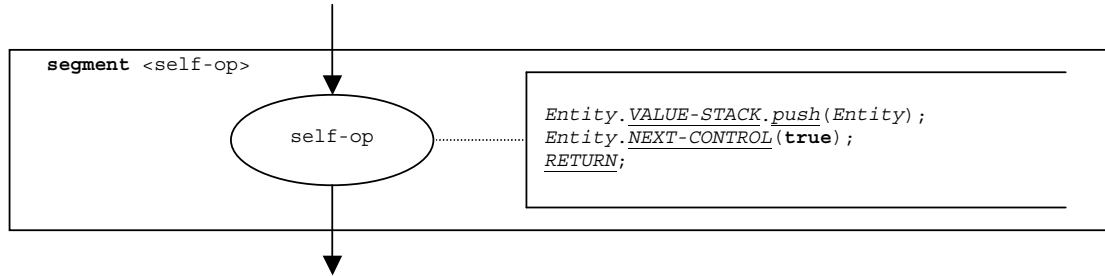 segment <self-op>
self-op
Entity.VALUE-STACK.push(Entity);
Entity.NEXT-CONTROL(true);
RETURN;